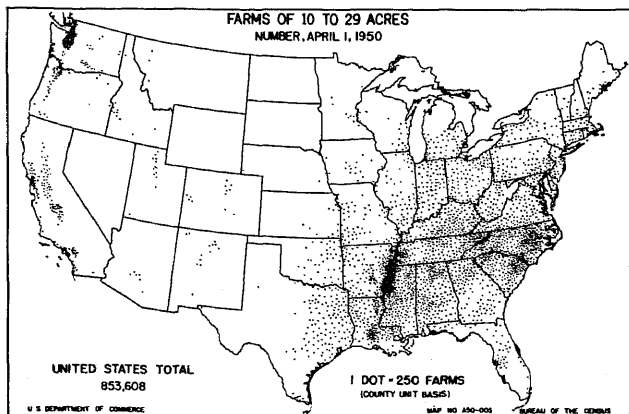 FARMS OF 10 TO 29 ACRES
NUMBER, APRIL 1, 1950
UNITED STATES TOTAL
853,608
1 DOT = 250 FARMS
(COUNTY UNIT BASIS)
U S DEPARTMENT OF COMMERCE
MAP NO A50-005
BUREAU OF THE CENSUS